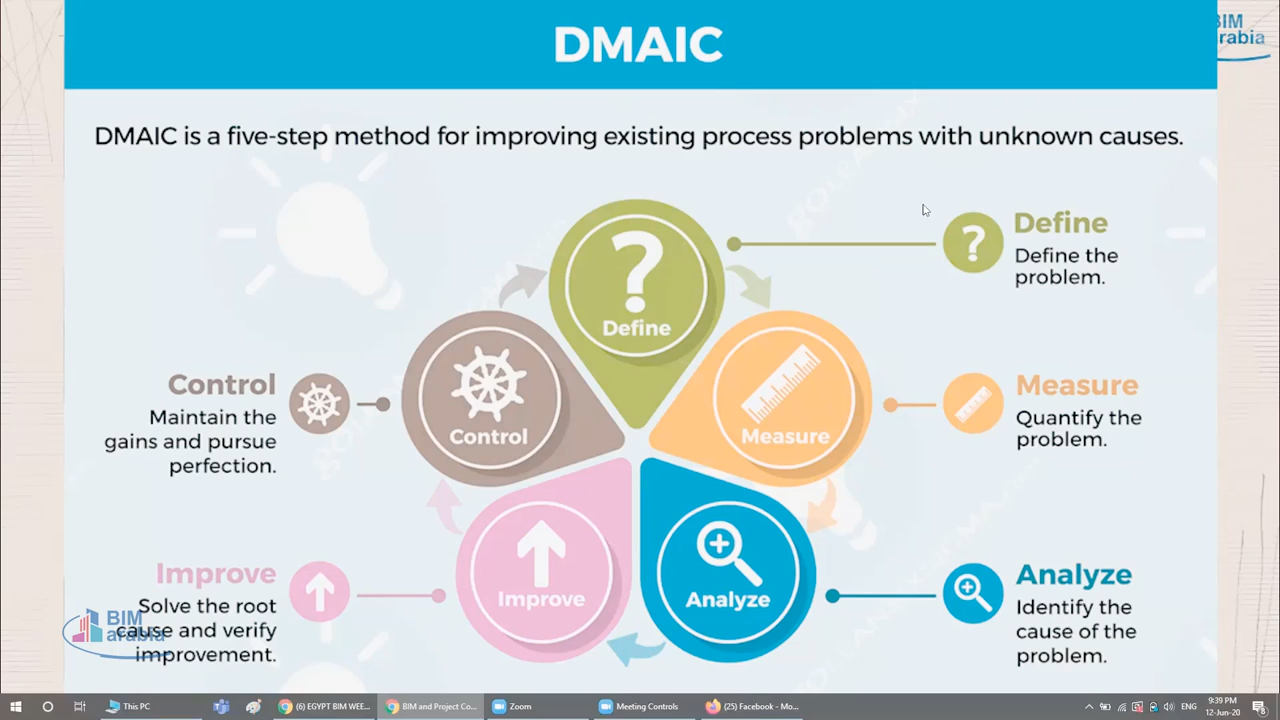 DMAIC
BIM
arabia
DMAIC is a five-step method for improving existing process problems with unknown causes.
Define
Define
Define the
problem.
Control
Measure
Control
Maintain the
gains and pursue
perfection.
Measure
Quantify the
problem.
Improve
Analyze
Improve
Solve the root
cause and verify
improvement.
BIM
arabia
Analyze
Identify the
cause of the
problem.
This PC
(6) EGYPT BIM WEE...
BIM and Project Co...
Zoom
Meeting Controls
(25) Facebook - Mo...
ENG
9:39 PM
12-Jun-20
8